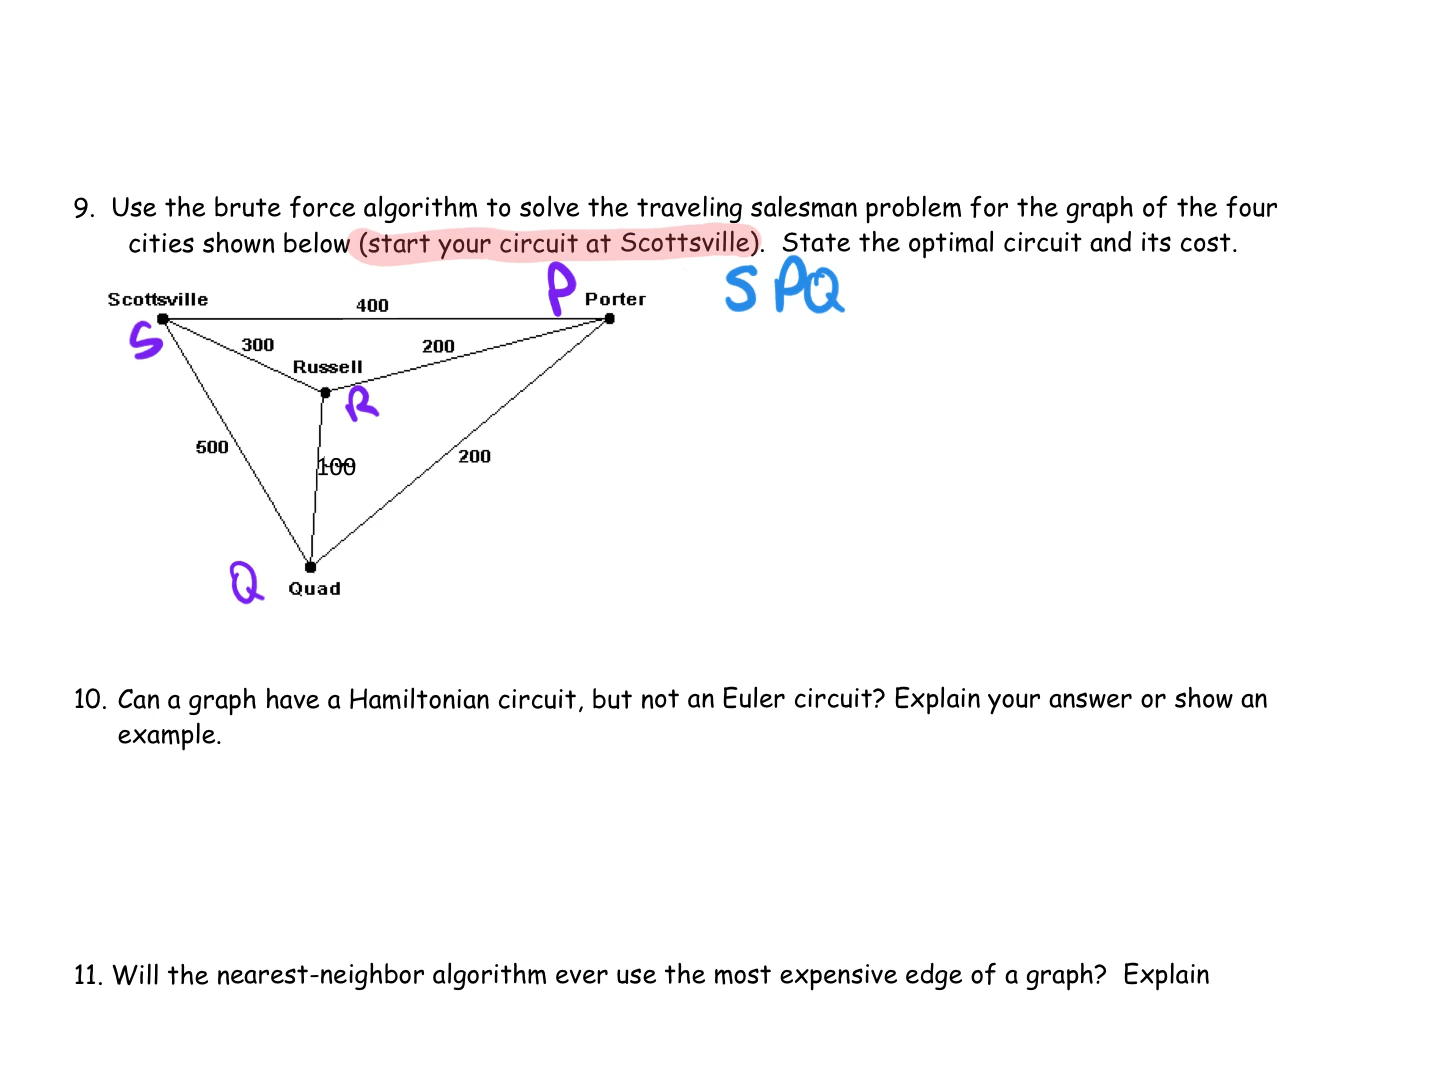 9. Use the brute force algorithm to solve the traveling salesman problem for the graph of the four
cities shown below (start your circuit at Scottsville). State the optimal circuit and its cost.
S P Q
P
Scottsville
400
Porter
S
300
200
Russell
R
500
100
200
Q
Quad
10. Can a graph have a Hamiltonian circuit, but not an Euler circuit? Explain your answer or show an
example.
11. Will the nearest-neighbor algorithm ever use the most expensive edge of a graph? Explain